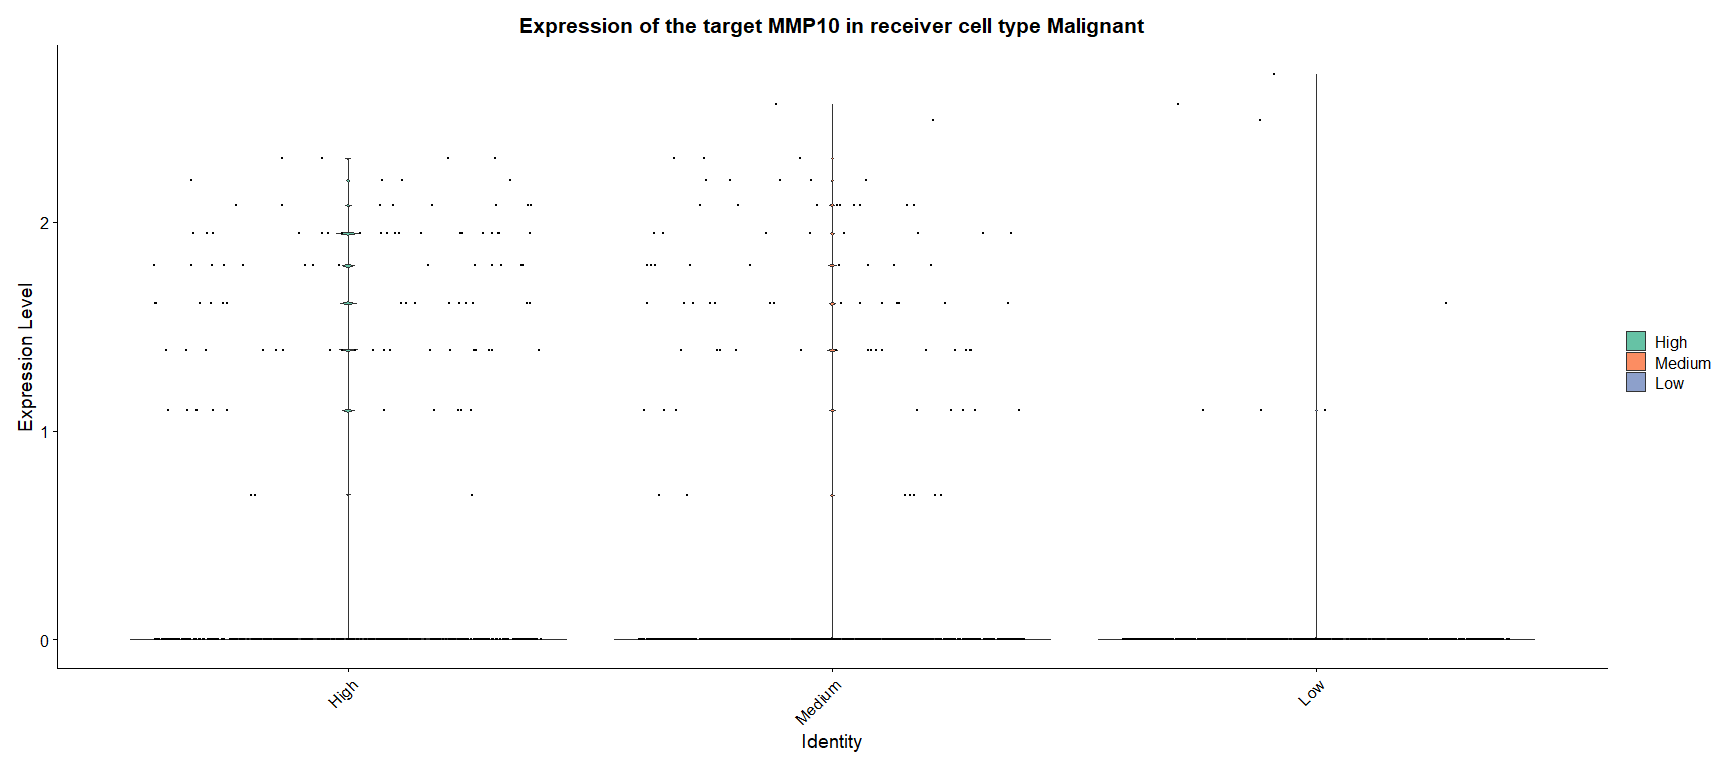 Expression of the target MMP10 in receiver cell type Malignant
Expression Level
2
1
0
High
Medium
Low
Identity
High
Medium
Low